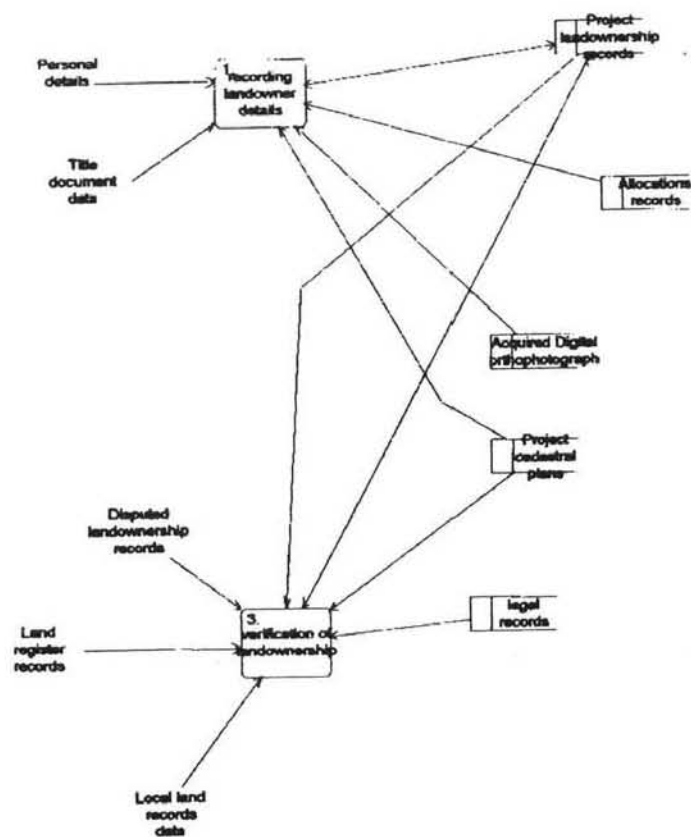 Project
landownership
records
Personal
details
1
recording
landowner
details
Title
document
data
Allocations
records
Acquired Digital
orthophotograph
Project
cadastral
plans
Disputed
landownership
records
3.
verification of
landownership
legal
records
Land
register
records
Local land
records
data